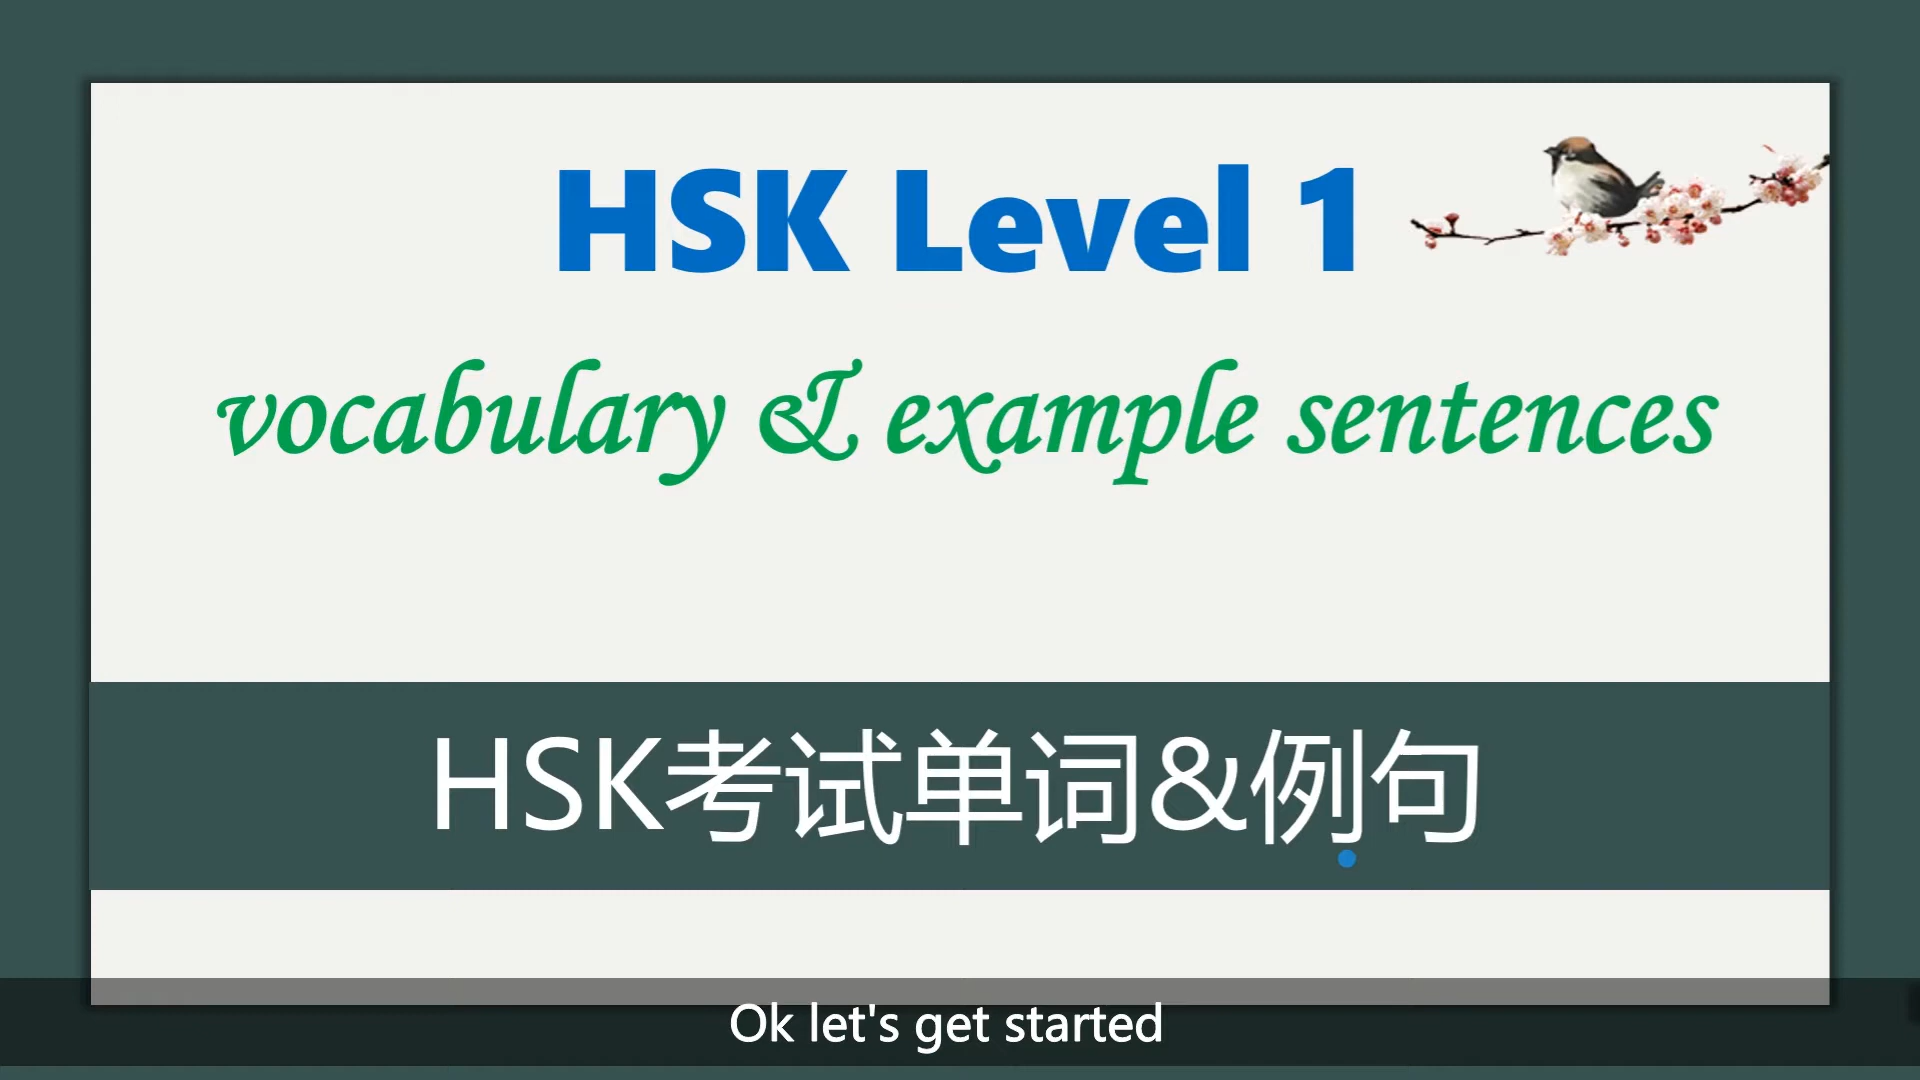 HSK Level 1
vocabulary & example sentences
HSK考试单词&例句
Ok let's get started